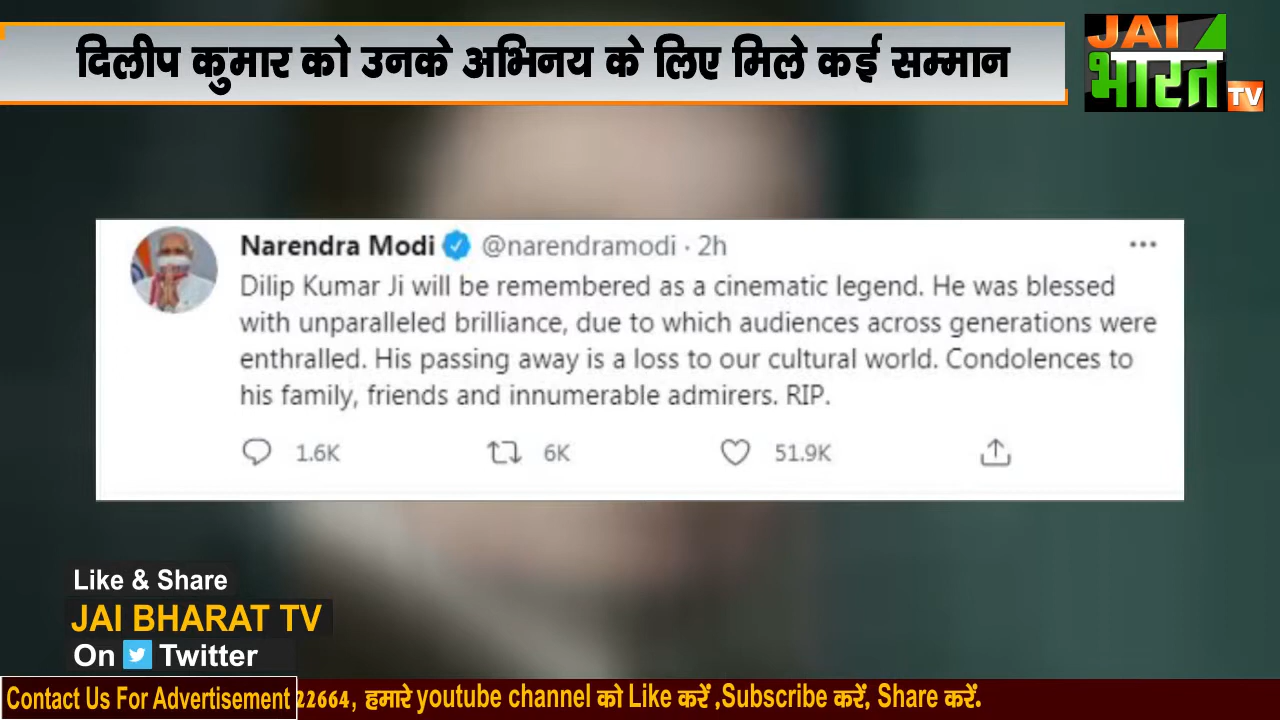 दिलीप कुमार को उनके अभिनय के लिए मिले कई सम्मान
JAI
भारत
TV
Narendra Modi @narendramodi · 2h
Dilip Kumar Ji will be remembered as a cinematic legend. He was blessed
with unparalleled brilliance, due to which audiences across generations were
enthralled. His passing away is a loss to our cultural world. Condolences to
his family, friends and innumerable admirers. RIP.
1.6K 6K 51.9K
Like & Share
JAI BHARAT TV
On Twitter
Contact Us For Advertisement 22664, हमारे youtube channel को Like करें ,Subscribe करें, Share करें.